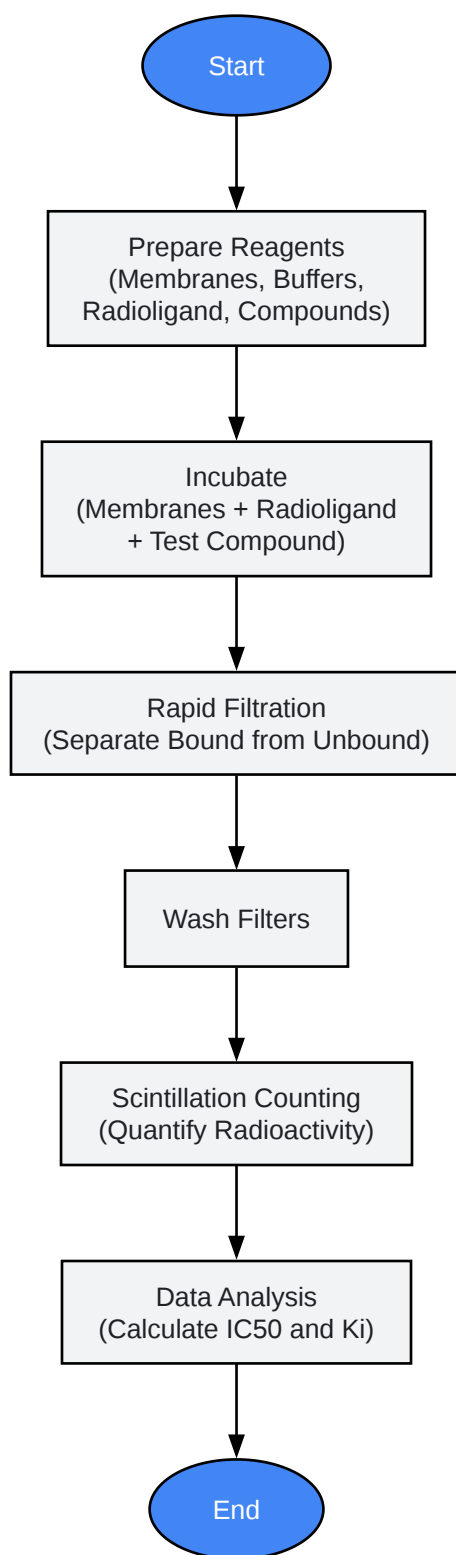 Start
Prepare Reagents
(Membranes, Buffers,
Radioligand, Compounds)
Incubate
(Membranes + Radioligand
+ Test Compound)
Rapid Filtration
(Separate Bound from Unbound)
Wash Filters
Scintillation Counting
(Quantify Radioactivity)
Data Analysis
(Calculate IC50 and Ki)
End